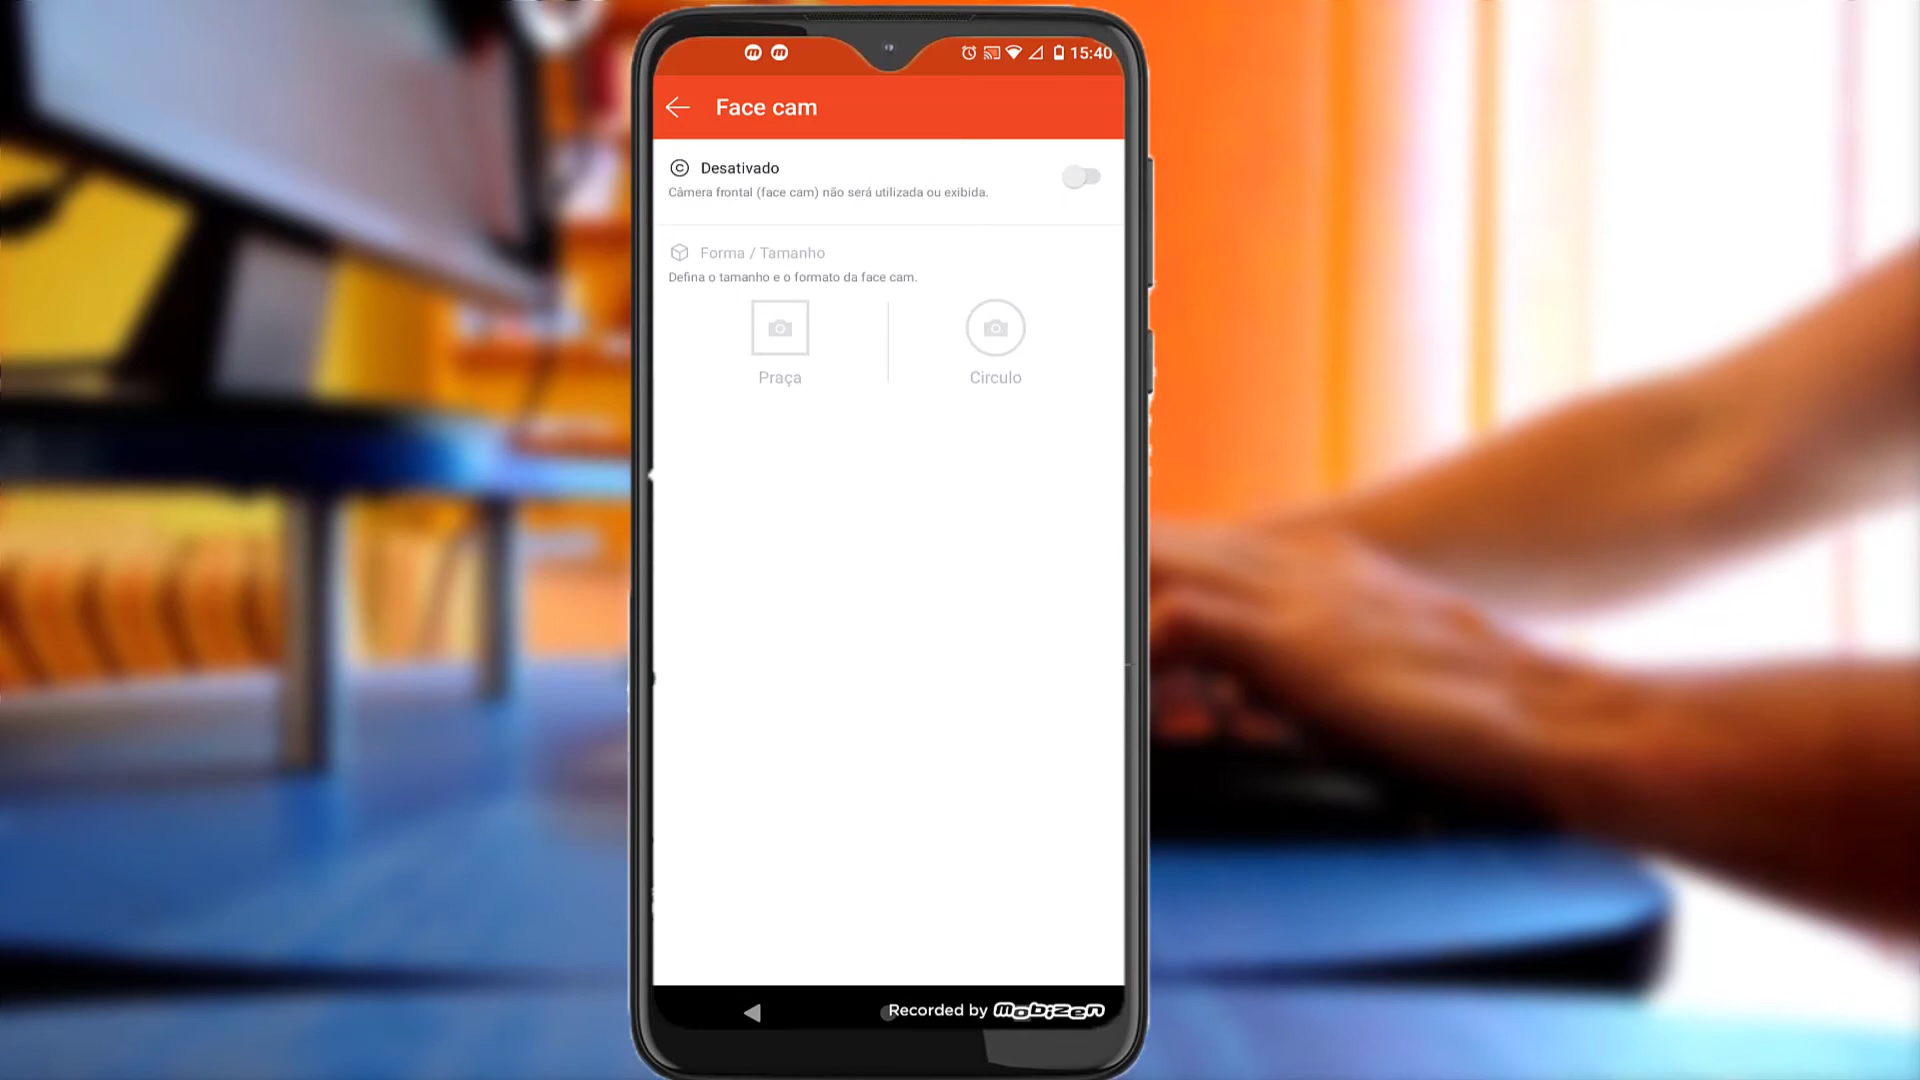 15:40
Face cam
Desativado
Câmera frontal (face cam) não será utilizada ou exibida.
Forma / Tamanho
Defina o tamanho e o formato da face cam.
Praça
Circulo
Recorded by Mobizen